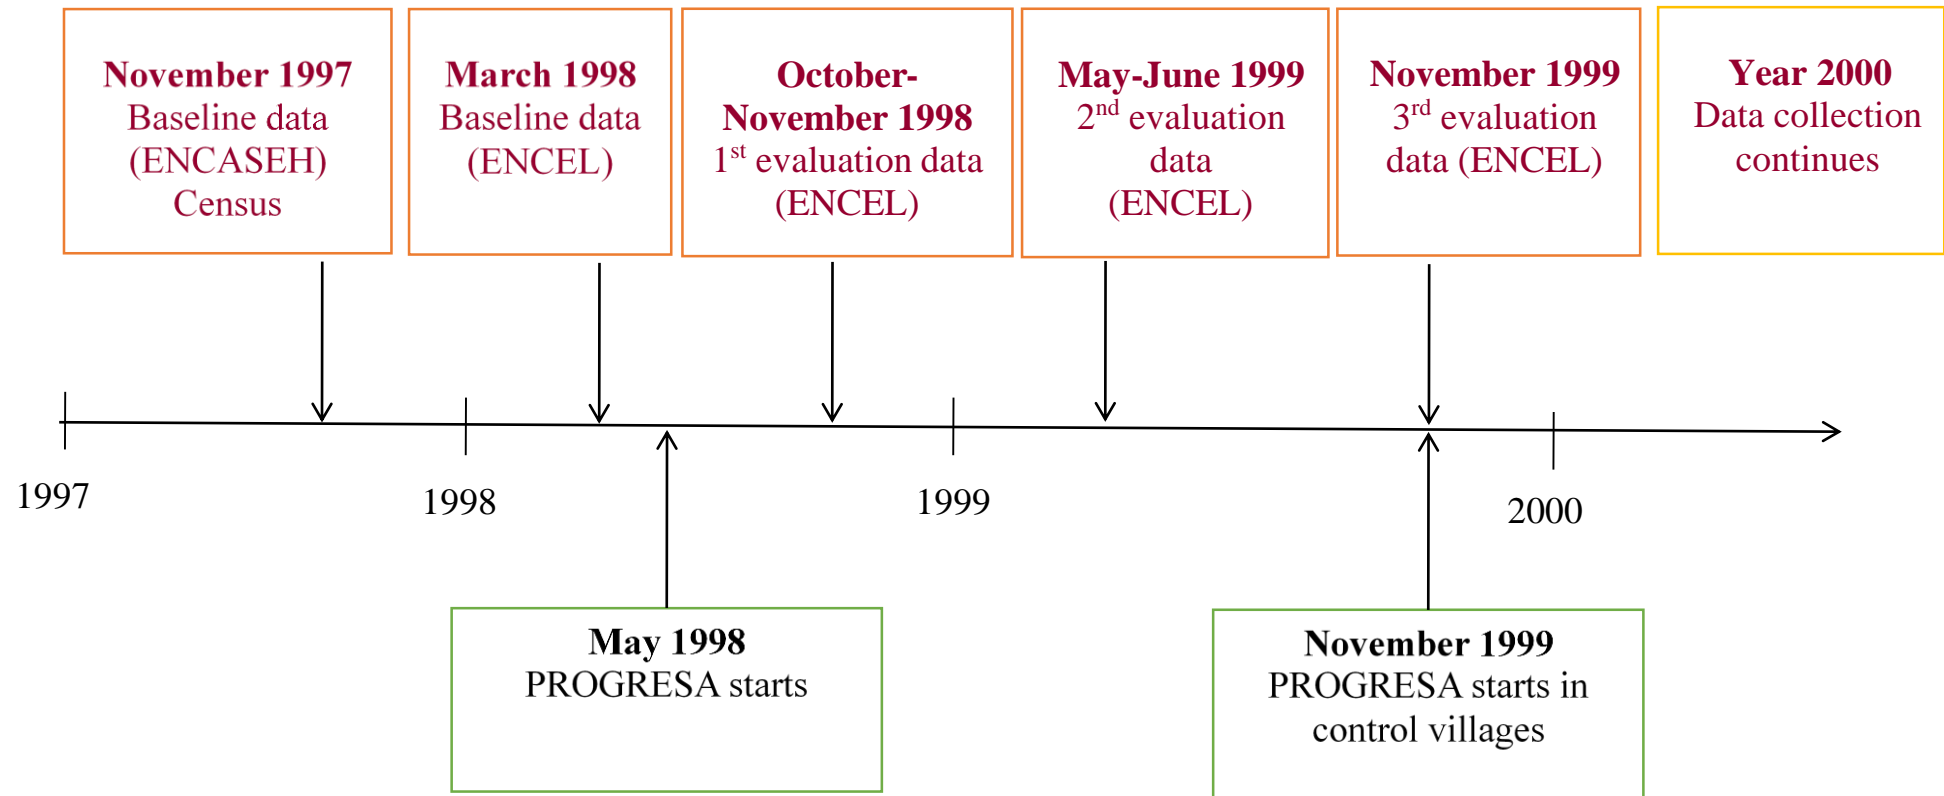 November 1997
Baseline data
(ENCASEH)
Census
March 1998
Baseline data
(ENCEL)
October-
November 1998
1st evaluation data
(ENCEL)
May-June 1999
2nd evaluation
data
(ENCEL)
November 1999
3rd evaluation
data (ENCEL)
Year 2000
Data collection
continues
1997
1998
1999
2000
May 1998
PROGRESA starts
November 1999
PROGRESA starts in
control villages